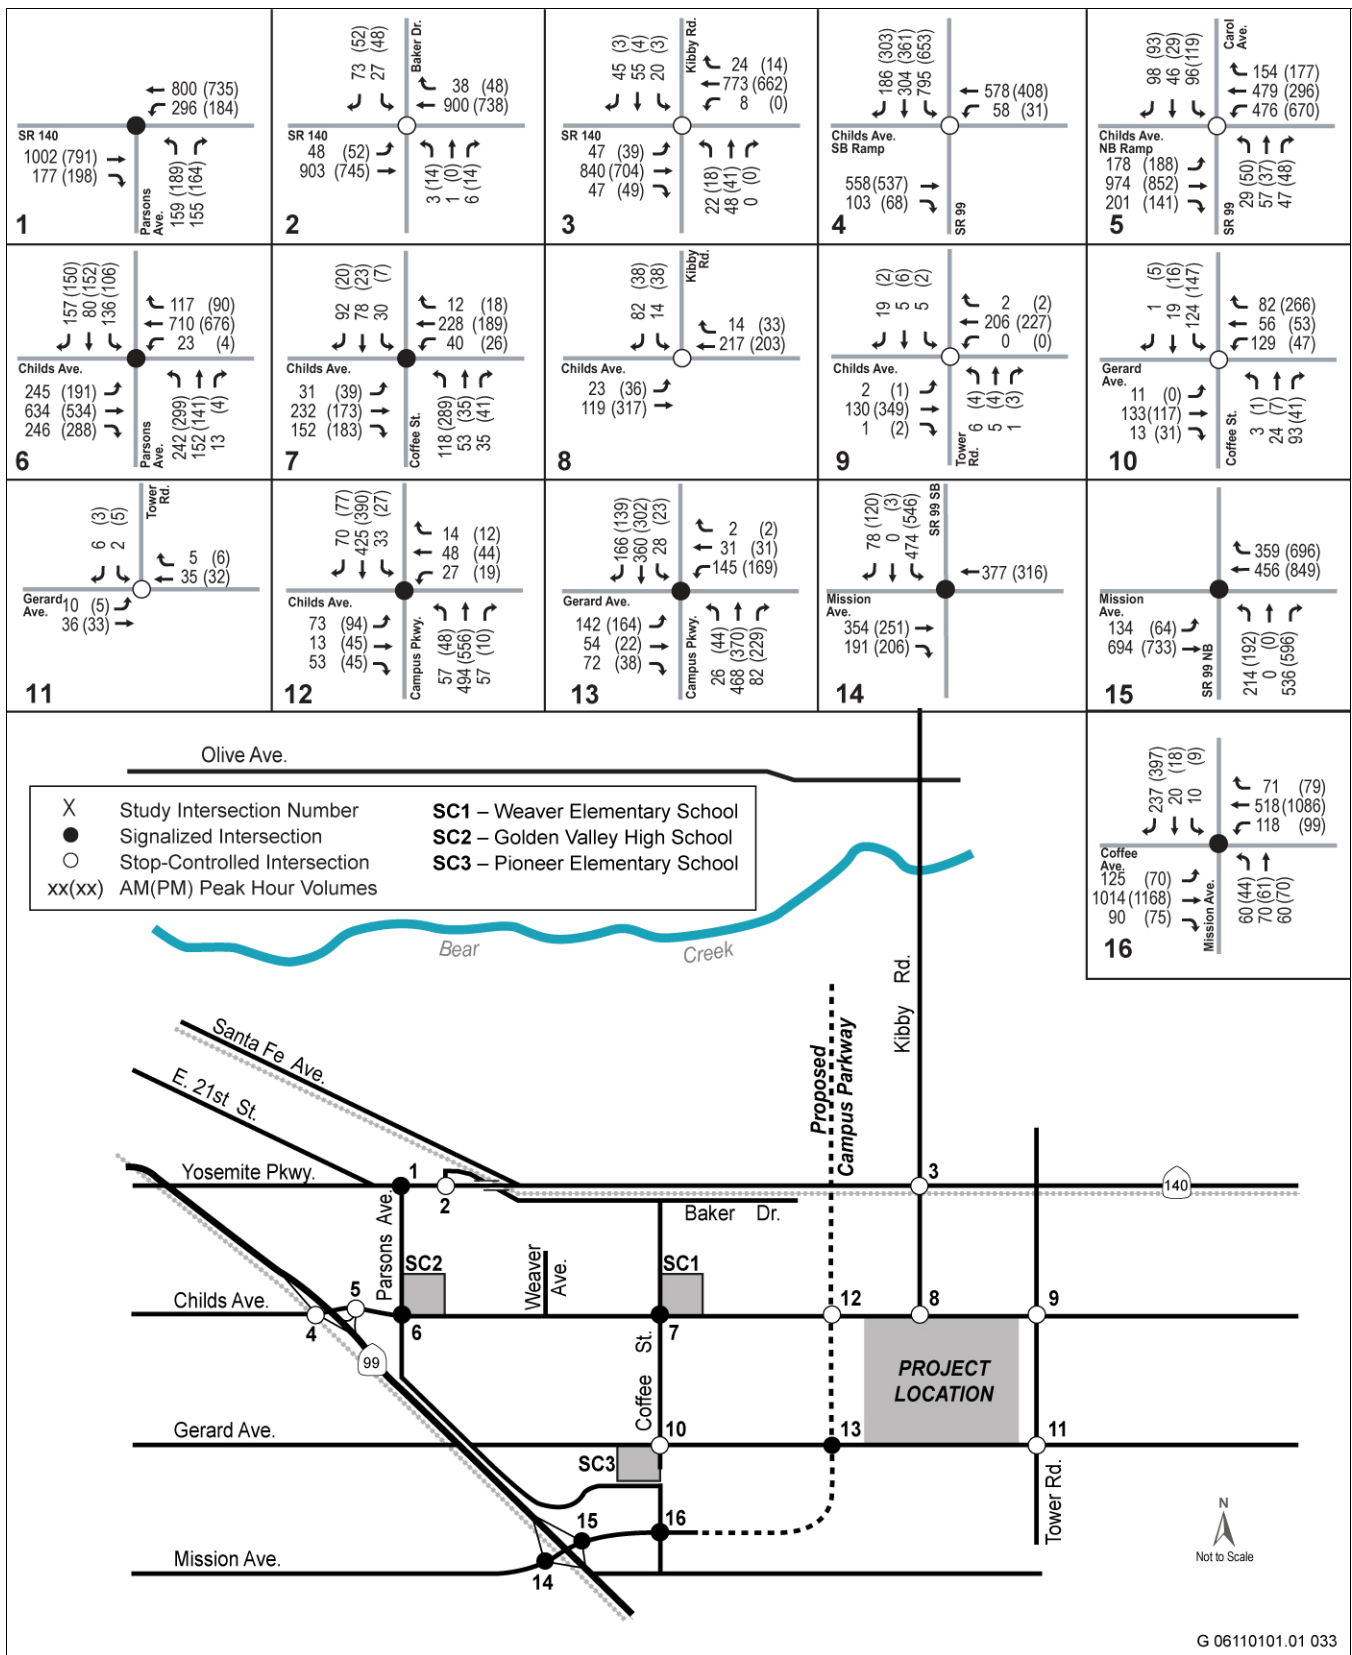 1
SR 140
Parsons Ave.
800 (735)
296 (184)
1002 (791)
177 (198)
159 (189)
155 (164)
2
SR 140
Baker Dr.
73 (52)
27 (48)
38 (48)
900 (738)
48 (52)
903 (745)
3 (14)
1 (0)
6 (14)
3
SR 140
Kibby Rd.
45 (3)
55 (4)
20 (3)
24 (14)
773 (662)
8 (0)
47 (39)
840 (704)
47 (49)
22 (18)
48 (41)
0 (0)
4
Childs Ave.
SB Ramp
SR 99
186 (303)
304 (361)
795 (653)
578 (408)
58 (31)
558 (537)
103 (68)
5
Childs Ave.
NB Ramp
Carol Ave.
SR 99
98 (93)
46 (29)
96 (119)
154 (177)
479 (296)
476 (670)
178 (188)
974 (852)
201 (141)
29 (50)
57 (37)
47 (48)
6
Childs Ave.
Parsons Ave.
157 (150)
80 (152)
136 (106)
117 (90)
710 (676)
23 (4)
245 (191)
634 (534)
246 (288)
242 (299)
152 (141)
13 (4)
7
Childs Ave.
Coffee St.
92 (20)
78 (23)
30 (7)
12 (18)
228 (189)
40 (26)
31 (39)
232 (173)
152 (183)
118 (289)
53 (35)
35 (41)
8
Childs Ave.
Kibby Rd.
82 (38)
14 (38)
14 (33)
217 (203)
23 (36)
119 (317)
9
Childs Ave.
Tower Rd.
19 (2)
5 (6)
5 (2)
2 (2)
206 (227)
0 (0)
2 (1)
130 (349)
1 (2)
6 (4)
5 (4)
1 (3)
10
Gerard Ave.
Coffee St.
1 (5)
19 (16)
124 (147)
82 (266)
56 (53)
129 (47)
11 (0)
133 (117)
13 (31)
3 (1)
24 (7)
93 (41)
11
Gerard Ave.
Tower Rd.
6 (3)
2 (5)
5 (6)
35 (32)
10 (5)
36 (33)
12
Childs Ave.
Campus Pkwy.
70 (77)
425 (390)
33 (27)
14 (12)
48 (44)
27 (19)
73 (94)
13 (45)
53 (45)
57 (48)
494 (556)
57 (10)
13
Gerard Ave.
Campus Pkwy.
166 (139)
360 (302)
28 (23)
2 (2)
31 (31)
145 (169)
142 (164)
54 (22)
72 (38)
26 (44)
468 (370)
82 (229)
14
Mission Ave.
SR 99 SB
78 (120)
0 (3)
474 (546)
377 (316)
354 (251)
191 (206)
15
Mission Ave.
SR 99 NB
359 (696)
456 (849)
134 (64)
694 (733)
214 (192)
0 (0)
536 (596)
16
Coffee Ave.
Mission Ave.
237 (397)
20 (18)
10 (9)
71 (79)
518 (1086)
118 (99)
125 (70)
1014 (1168)
90 (75)
60 (44)
70 (61)
60 (70)
Olive Ave.
X Study Intersection Number
Signalized Intersection
Stop-Controlled Intersection
xx(xx) AM(PM) Peak Hour Volumes
SC1 – Weaver Elementary School
SC2 – Golden Valley High School
SC3 – Pioneer Elementary School
Bear Creek
Kibby Rd.
Proposed
Campus Parkway
Santa Fe Ave.
E. 21st St.
Yosemite Pkwy.
1
2
3
140
Baker Dr.
Parsons Ave.
SC2
Weaver Ave.
SC1
Childs Ave.
4
5
6
7
12
8
9
99
Coffee St.
PROJECT
LOCATION
Gerard Ave.
10
13
11
SC3
Tower Rd.
15
16
Mission Ave.
14
N
Not to Scale
G 06110101.01 033